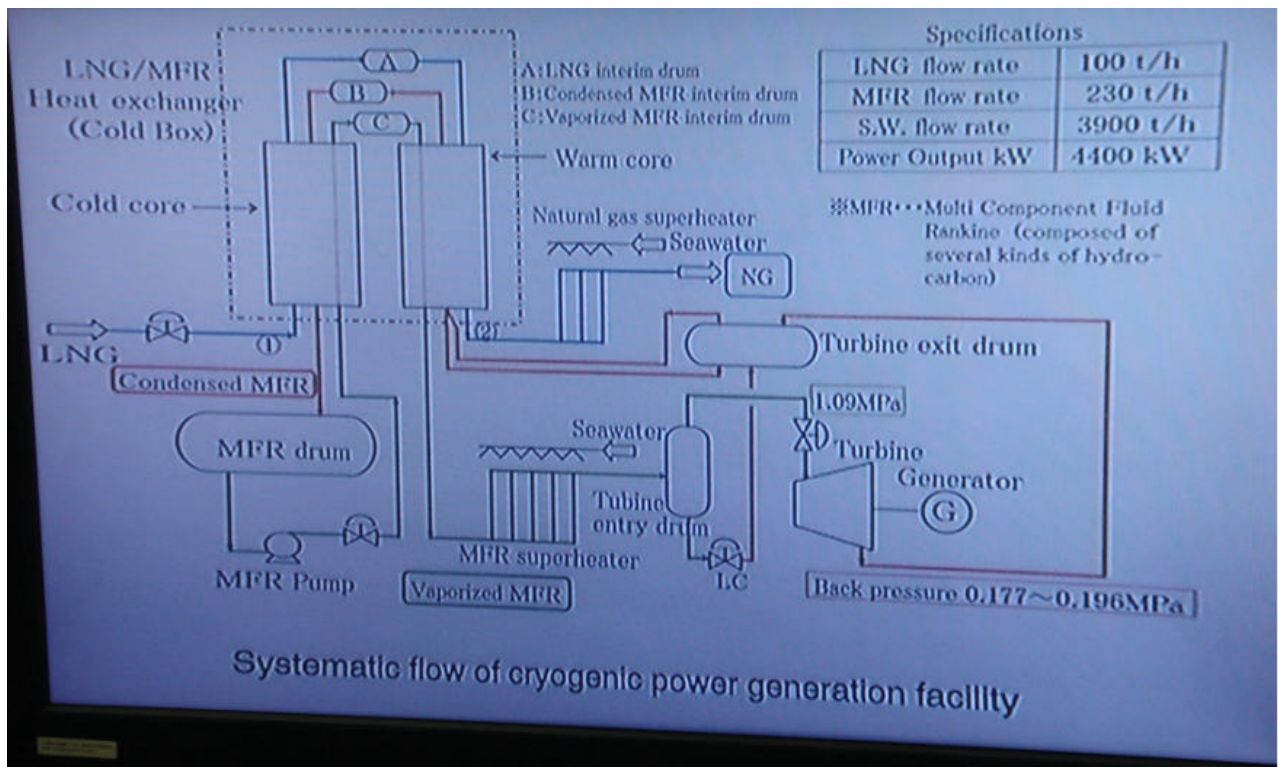 Specifications
LNG flow rate 100 t/h
MFR flow rate 230 t/h
S.W. flow rate 3900 t/h
Power Output kW 4400 kW
LNG/MFR
Heat exchanger
(Cold Box)
A
B
C
A:LNG interim drum
B:Condensed MFR interim drum
C:Vaporized MFR interim drum
Warm core
Cold core
※MFR・・・Multi Component Fluid
Rankine (composed of
several kinds of hydro-
carbon)
Natural gas superheater
Seawater
NG
(2)
LNG
①
Turbine exit drum
Condensed MFR
1.09MPa
MFR drum
Seawater
Turbine
Generator
G
Tubine
entry drum
MFR superheater
LC
MFR Pump
Vaporized MFR
Back pressure 0.177～0.196MPa
Systematic flow of cryogenic power generation facility